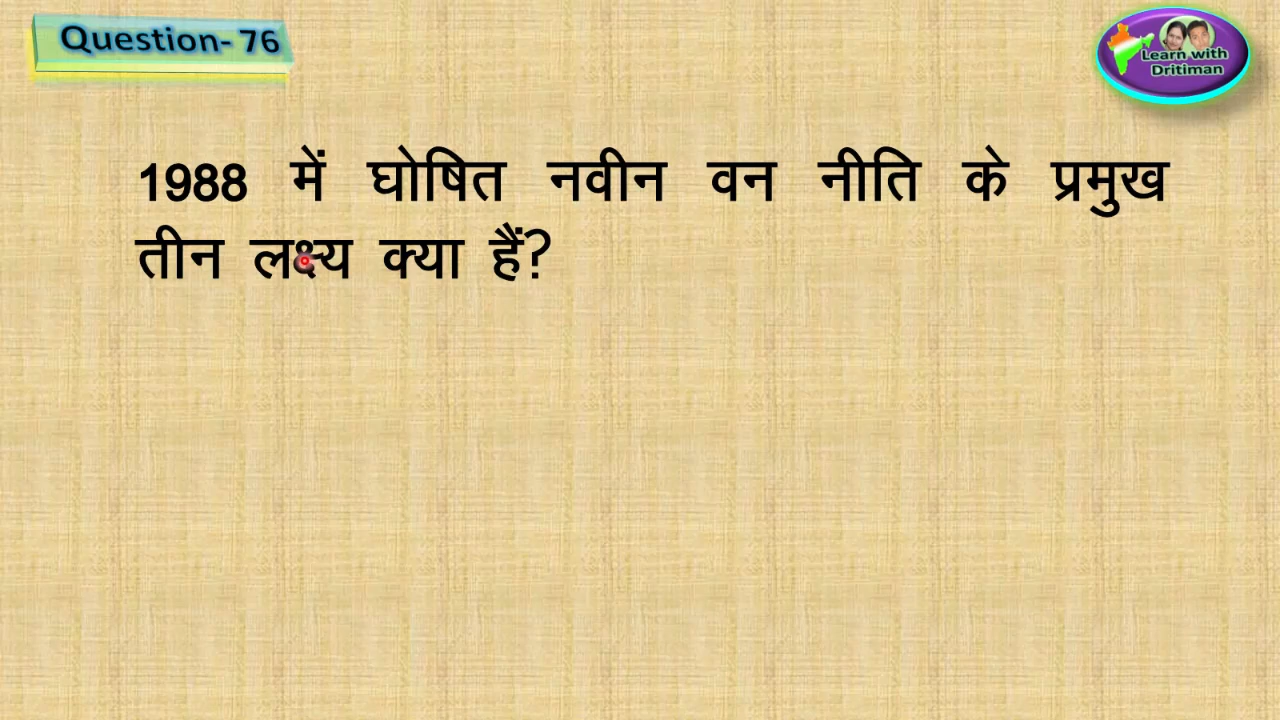 Question- 76
Learn with
Dritiman
1988 में घोषित नवीन वन नीति के प्रमुख
तीन लक्ष्य क्या हैं?